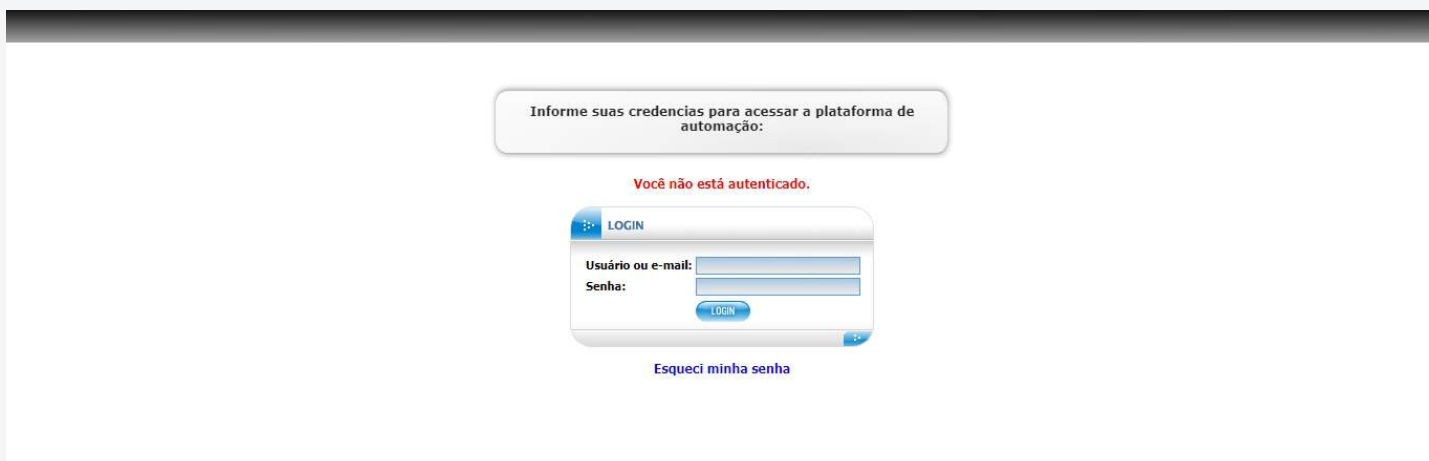 Informe suas credencias para acessar a plataforma de
automação:
Você não está autenticado.
LOGIN
Usuário ou e-mail:
Senha:
LOGIN
Esqueci minha senha